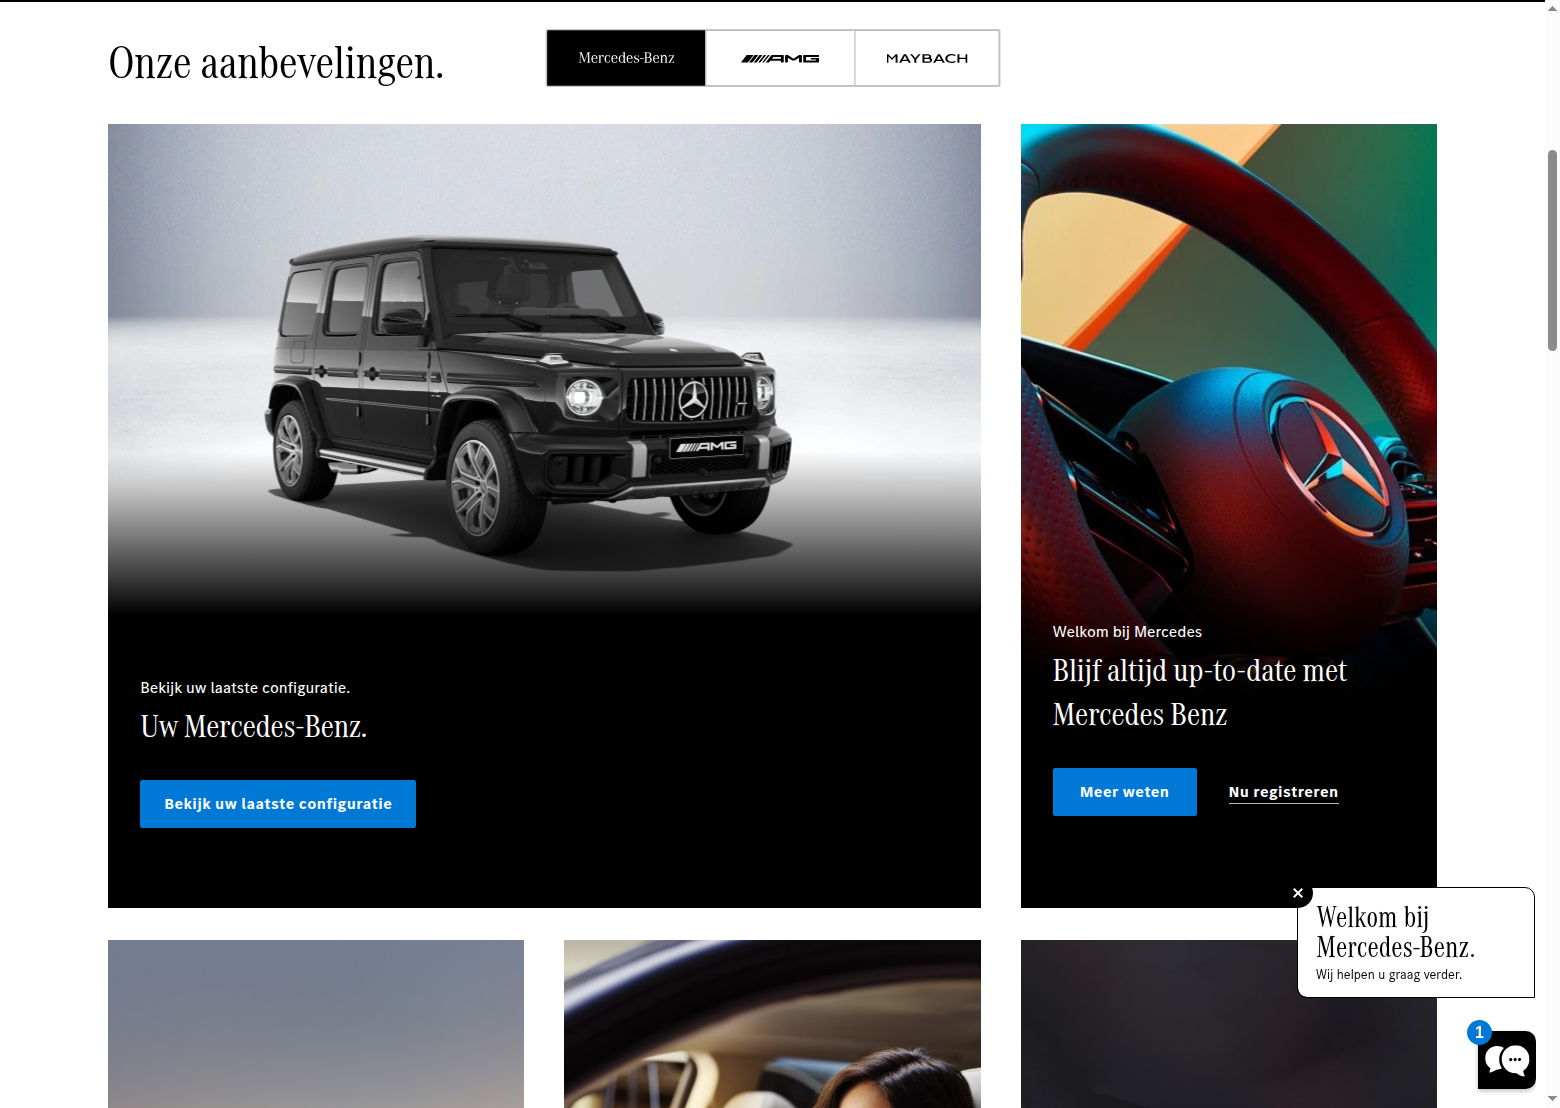 Onze aanbevelingen.
Mercedes-Benz
AMG
MAYBACH
AMG
Bekijk uw laatste configuratie.
Uw Mercedes-Benz.
Bekijk uw laatste configuratie
Welkom bij Mercedes
Blijf altijd up-to-date met
Mercedes Benz
Meer weten
Nu registreren
Welkom bij
Mercedes-Benz.
Wij helpen u graag verder.
1